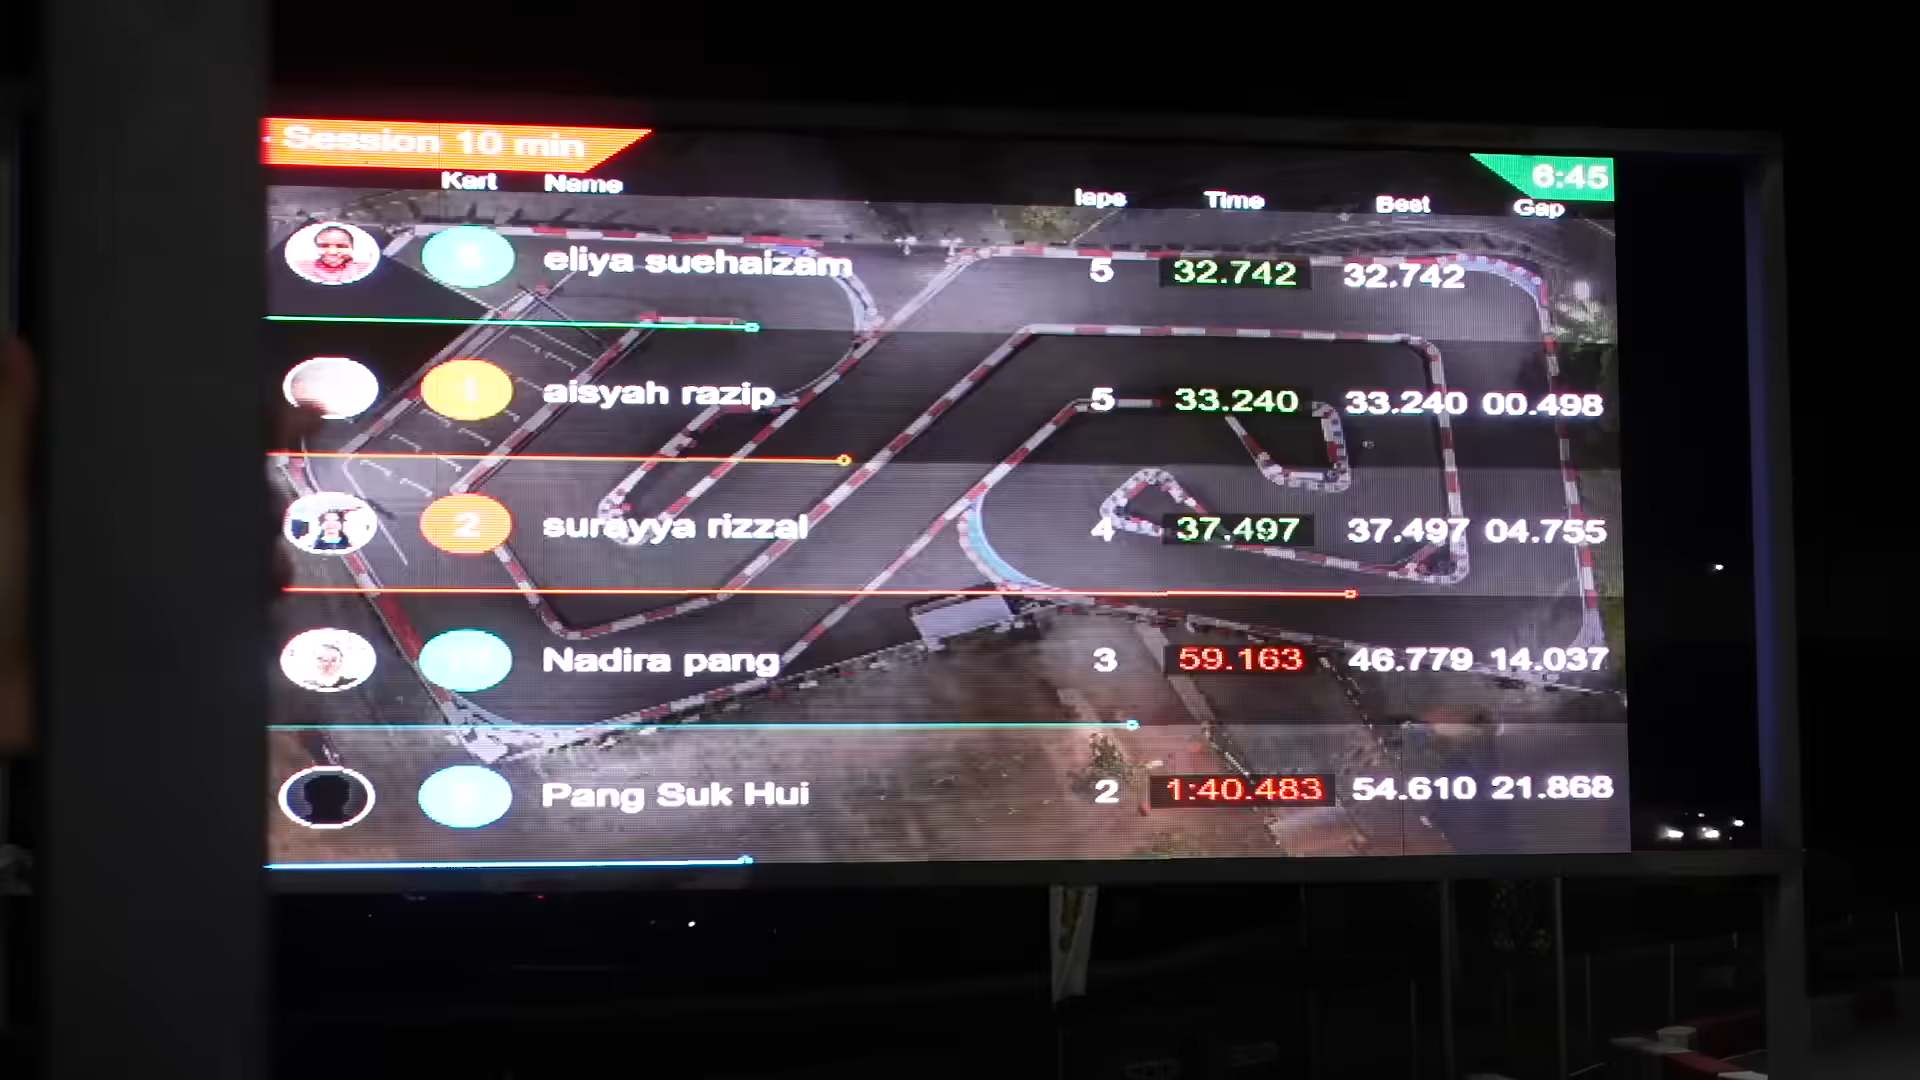 Session 10 min
6:45
Kart Name laps Time Best Gap
eliya suehaizam 5 32.742 32.742
1 aisyah razip 5 33.240 33.240 00.498
2 surayya rizzal 4 37.497 37.497 04.755
Nadira pang 3 59.163 46.779 14.037
Pang Suk Hui 2 1:40.483 54.610 21.868